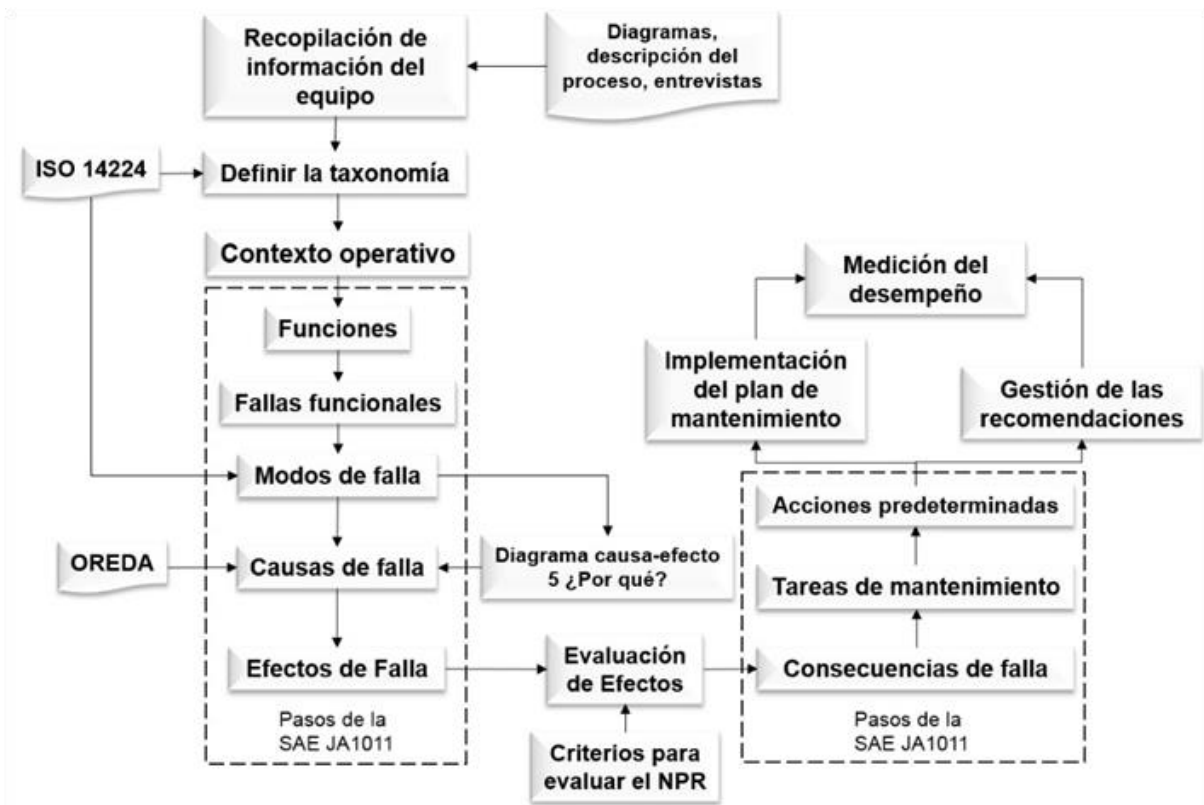 Recopilación de
información del
equipo
Diagramas,
descripción del
proceso, entrevistas
ISO 14224
Definir la taxonomía
Contexto operativo
Funciones
Fallas funcionales
Modos de falla
OREDA
Causas de falla
Diagrama causa-efecto
5 ¿Por qué?
Efectos de Falla
Pasos de la
SAE JA1011
Evaluación
de Efectos
Criterios para
evaluar el NPR
Medición del
desempeño
Implementación
del plan de
mantenimiento
Gestión de las
recomendaciones
Acciones predeterminadas
Tareas de mantenimiento
Consecuencias de falla
Pasos de la
SAE JA1011